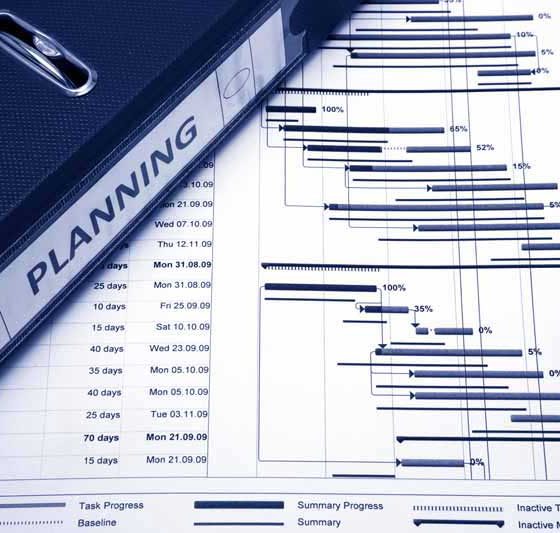 0%
10%
5%
0%
100%
65%
52%
15%
PLANNING
3.10.09
21.09.09 5%
Wed 07.10.09
Thu 12.11.09
days Mon 31.08.09
25 days Mon 31.08.09 100%
10 days Fri 25.09.09 35%
15 days Sat 10.10.09 0%
40 days Wed 23.09.09 5%
35 days Mon 05.10.09 0%
40 days Mon 05.10.09
25 days Tue 03.11.09
70 days Mon 21.09.09
15 days Mon 21.09.09 0%
Task Progress Summary Progress Inactive T
Baseline Summary Inactive M